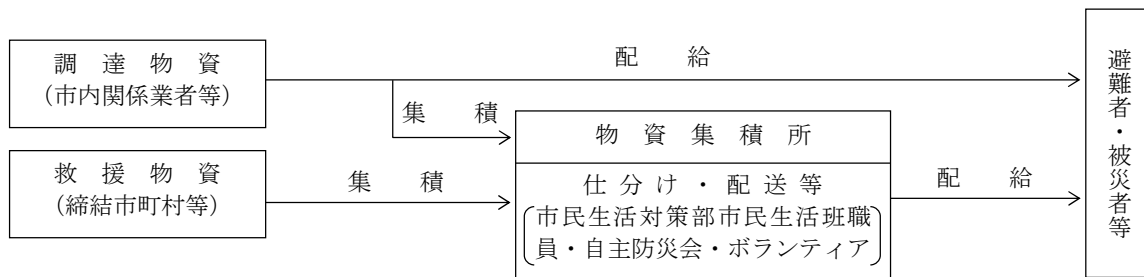 調達物資
（市内関係業者等）
配給
集積
救援物資
（締結市町村等）
集積
物資集積所
仕分け・配送等
市民生活対策部市民生活班職
員・自主防災会・ボランティア
配給
避難者・被災者等